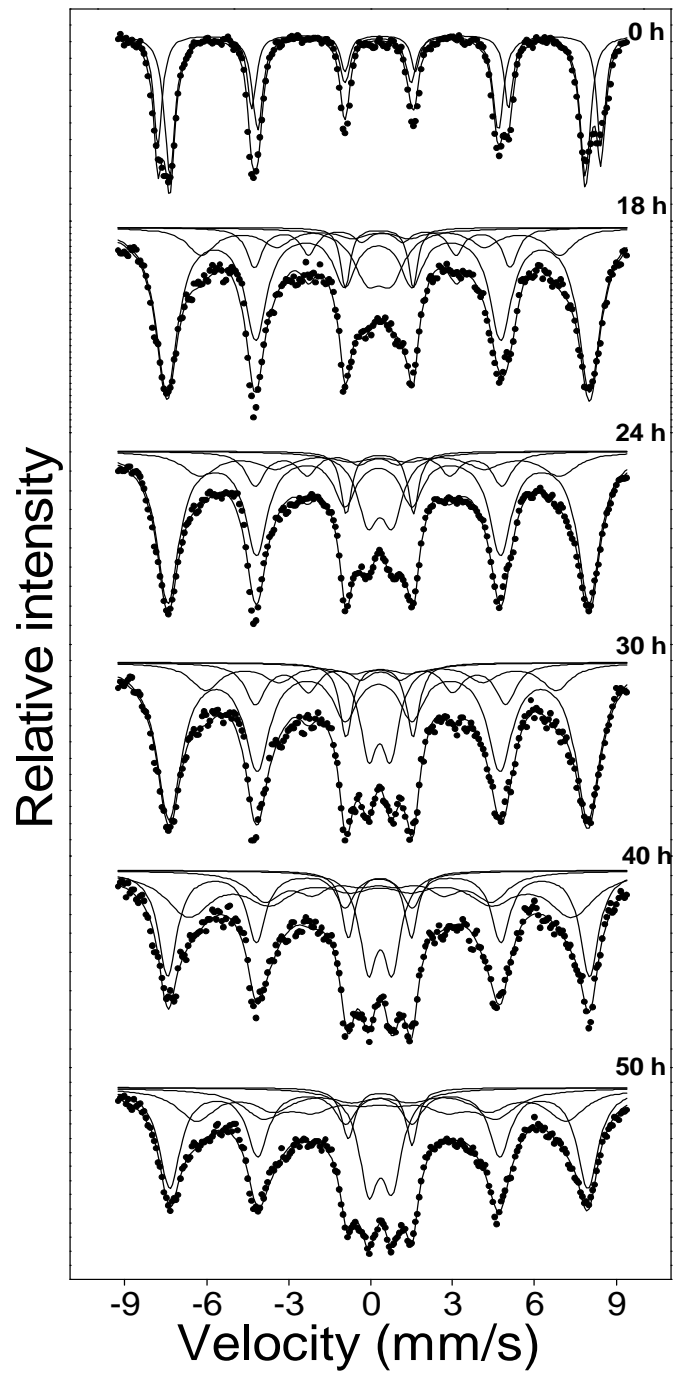 0 h
18 h
24 h
30 h
40 h
50 h
Relative intensity
-9 -6 -3 0 3 6 9
Velocity (mm/s)